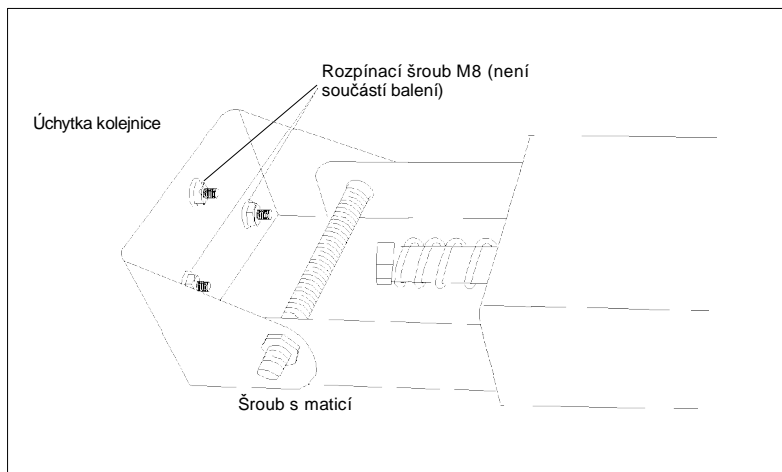 Rozpínací šroub M8 (není
součástí balení)
Úchytka kolejnice
Šroub s maticí